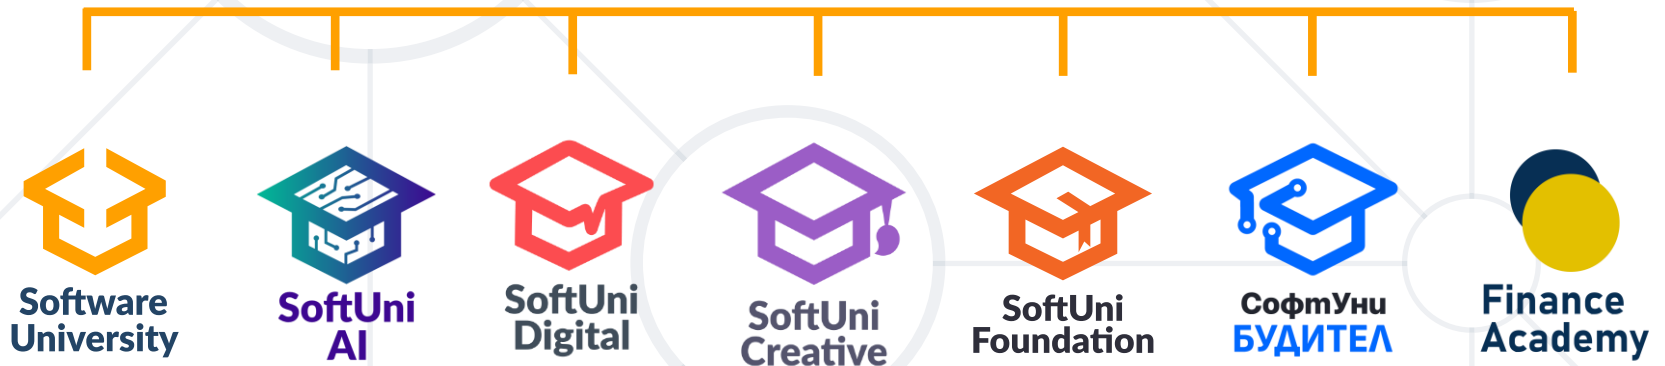 Software
University
SoftUni
AI
SoftUni
Digital
SoftUni
Creative
SoftUni
Foundation
СофтУни
БУДИТЕЛ
Finance
Academy